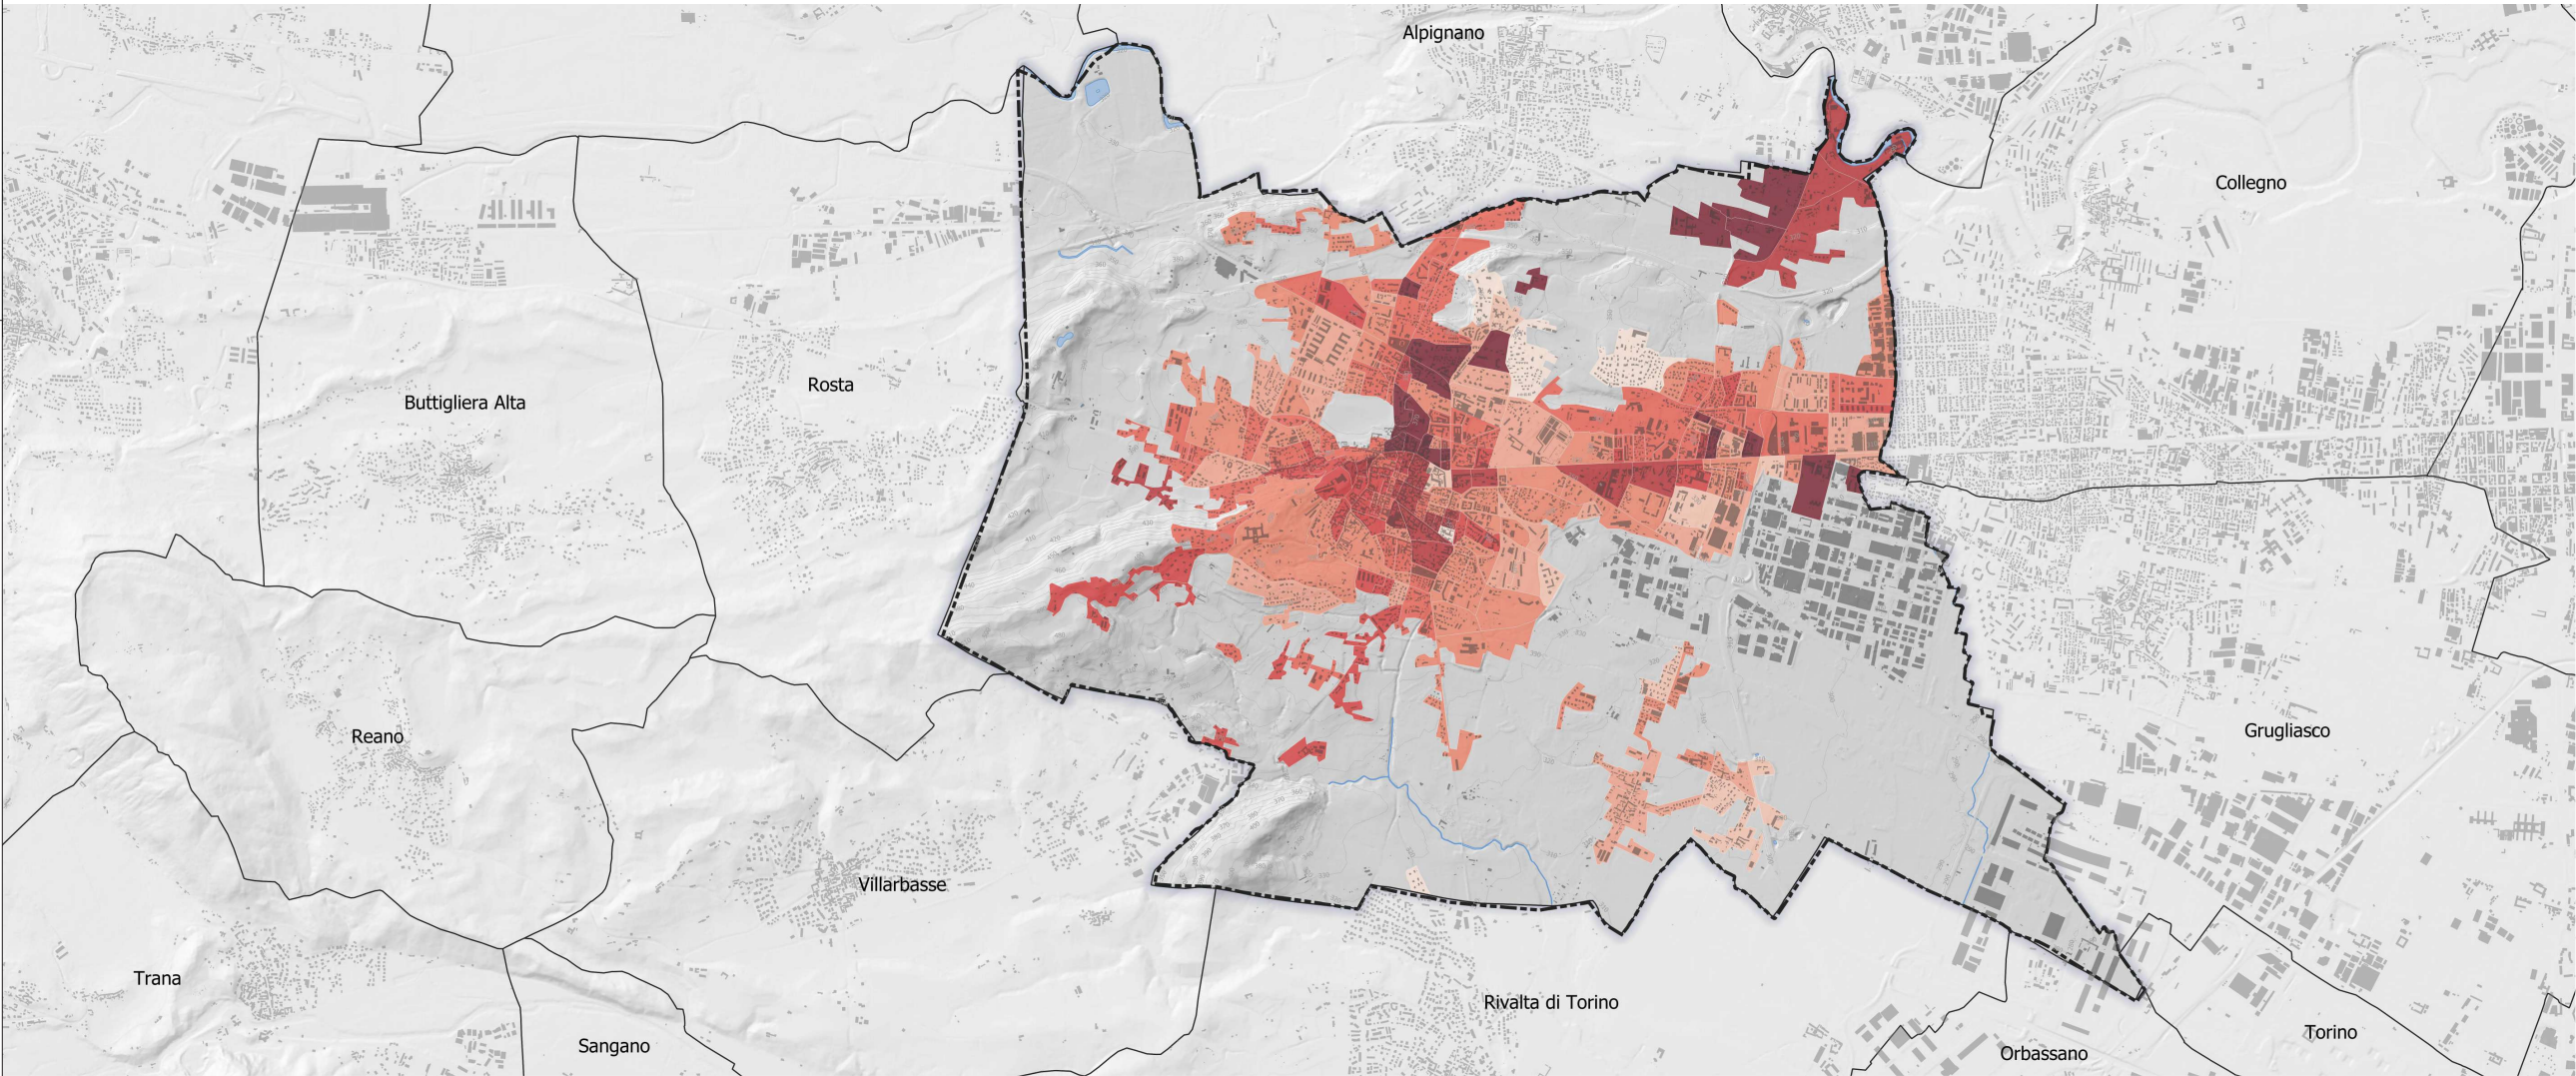 Alpignano
Collegno
Rosta
Buttigliera Alta
Grugliasco
Reano
Villarbasse
Trana
Rivalta di Torino
Torino
Sangano
Orbassano